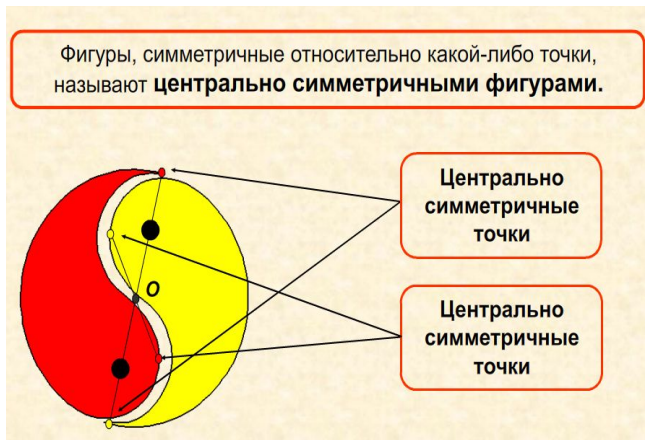 Фигуры, симметричные относительно какой-либо точки,
называют центрально симметричными фигурами.
Центрально
симметричные
точки
O
Центрально
симметричные
точки